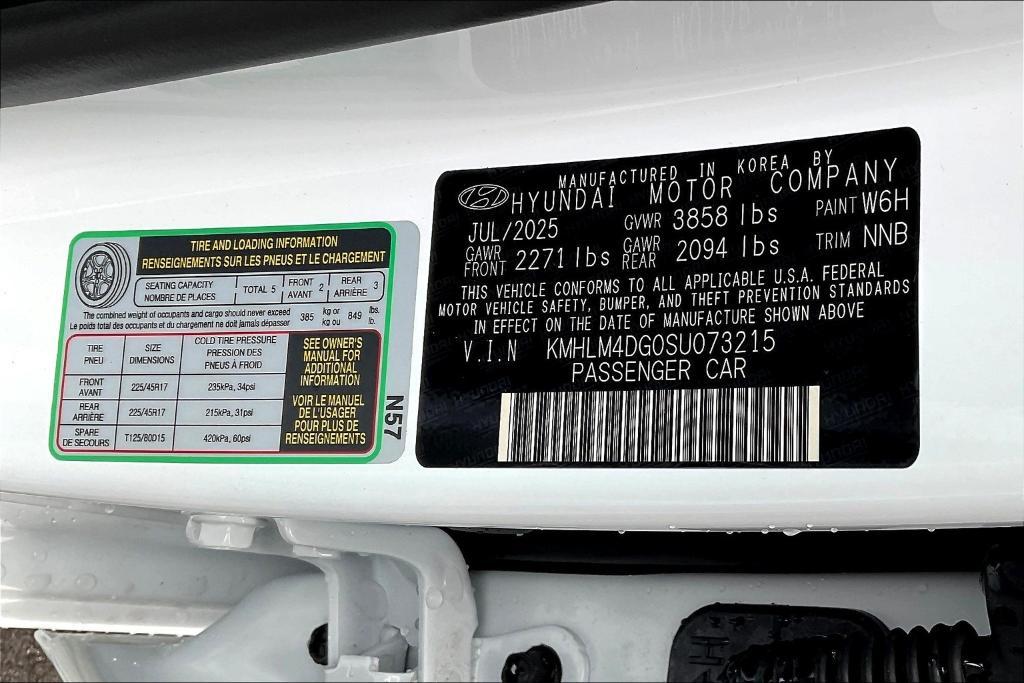 TIRE AND LOADING INFORMATION
RENSEIGNEMENTS SUR LES PNEUS ET LE CHARGEMENT
SEATING CAPACITY
NOMBRE DE PLACES
TOTAL 5
FRONT
AVANT 2
REAR
ARRIÈRE 3
The combined weight of occupants and cargo should never exceed 385 kg or 849 lbs.
Le poids total des occupants et du chargement ne doit jamais dépasser kg ou lb.
TIRE
PNEU
SIZE
DIMENSIONS
COLD TIRE PRESSURE
PRESSION DES
PNEUS À FROID
FRONT
AVANT
225/45R17
235kPa, 34psi
REAR
ARRIÈRE
225/45R17
215kPa, 31psi
SPARE
DE SECOURS
T125/80D15
420kPa, 60psi
SEE OWNER'S
MANUAL FOR
ADDITIONAL
INFORMATION
VOIR LE MANUEL
DE L'USAGER
POUR PLUS DE
RENSEIGNEMENTS
N57
MANUFACTURED IN KOREA BY
HYUNDAI MOTOR COMPANY
JUL/2025 GVWR 3858 lbs PAINT W6H
GAWR FRONT 2271 lbs GAWR REAR 2094 lbs TRIM NNB
THIS VEHICLE CONFORMS TO ALL APPLICABLE U.S.A. FEDERAL
MOTOR VEHICLE SAFETY, BUMPER, AND THEFT PREVENTION STANDARDS
IN EFFECT ON THE DATE OF MANUFACTURE SHOWN ABOVE
V.I.N KMHLM4DG0SU073215
PASSENGER CAR